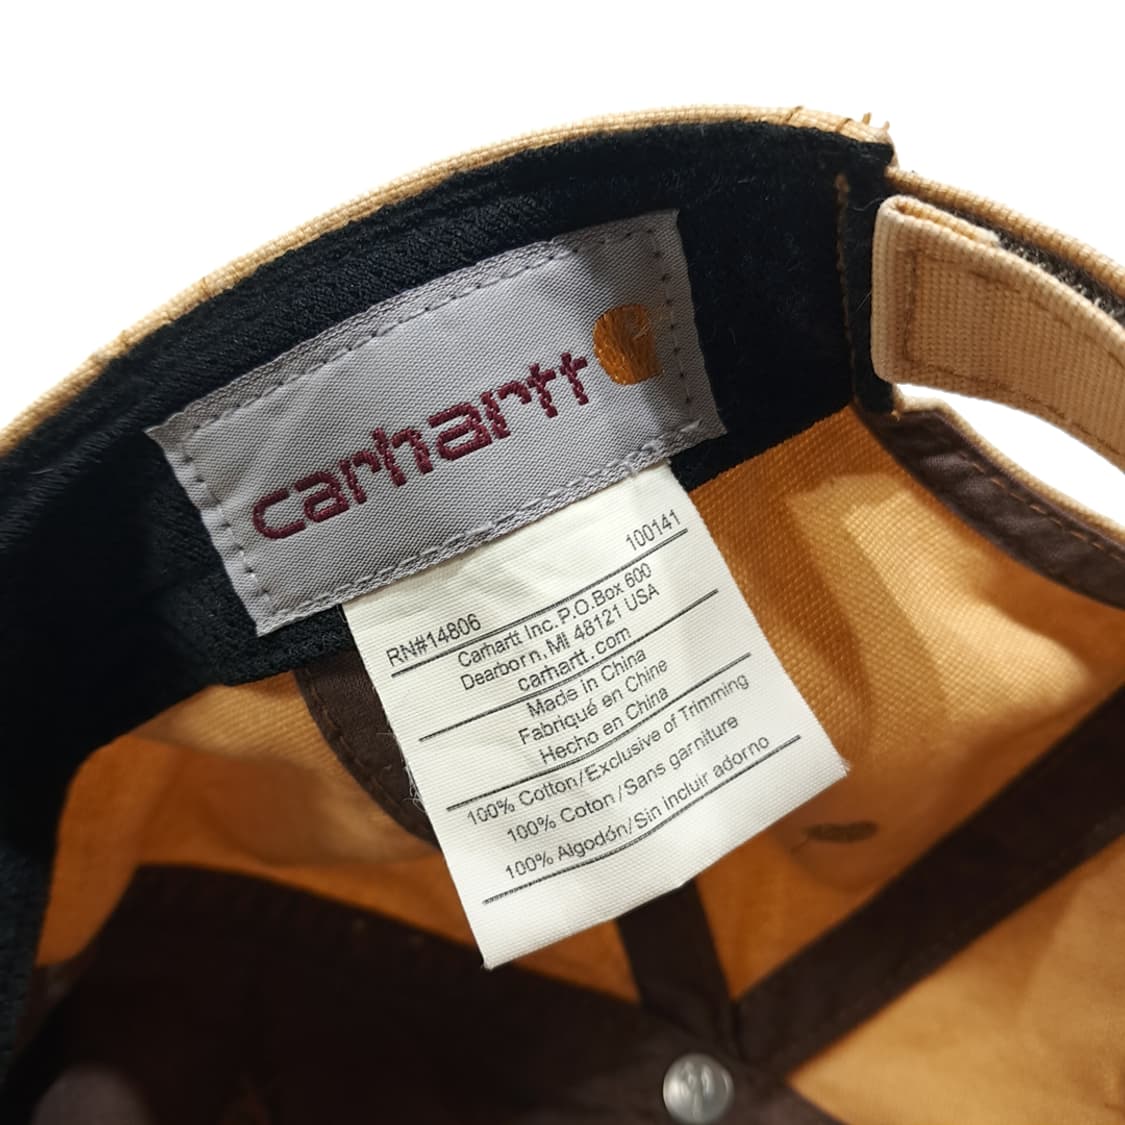 carhartt
RN#14806 100141
Carhartt Inc. P.O.Box 600
Dearborn, MI 48121 USA
carhartt.com
Made in China
Fabriqué en Chine
Hecho en China
100% Cotton/Exclusive of Trimming
100% Coton/Sans garniture
100% Algodón/Sin incluir adorno